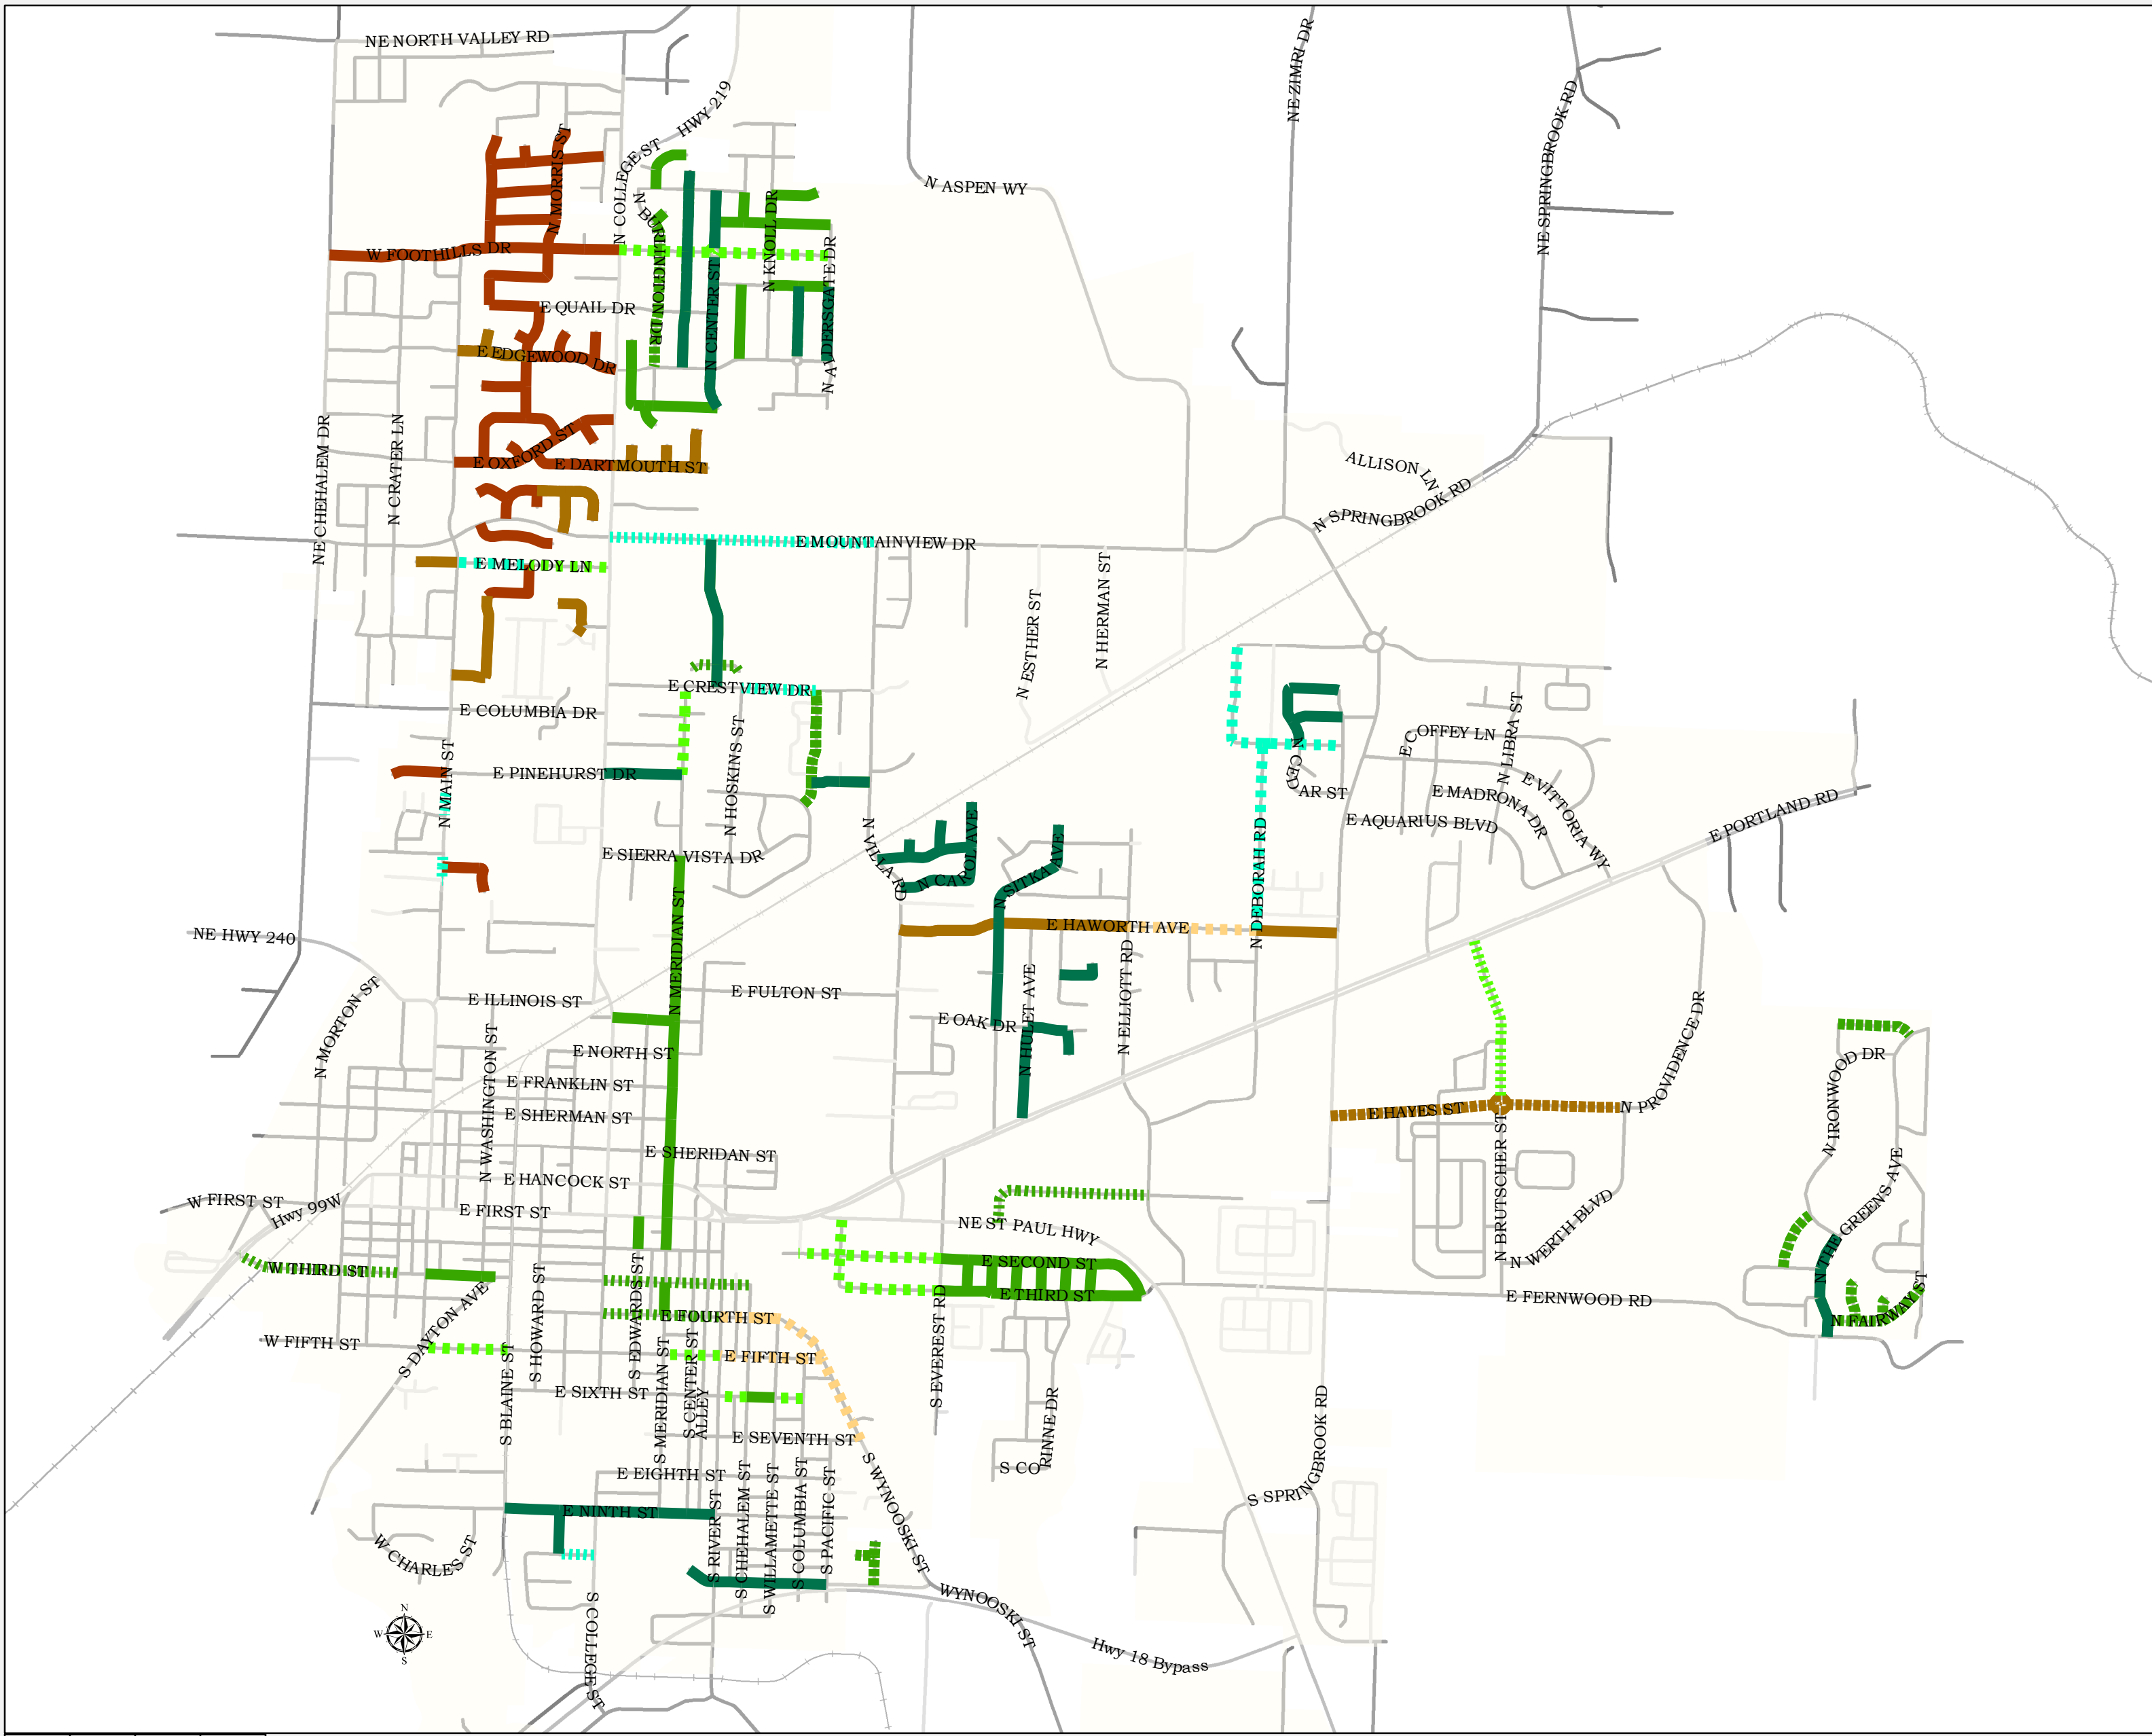 NE NORTH VALLEY RD
HWY 219
NE ZIMRI DR
NE SPRINGBROOK RD
N MORRIS ST
N COLLEGE ST
N ASPEN WY
N BURLINGTON DR
N KNOLL DR
W FOOTHILLS DR
N CENTER ST
N ALDERSGATE DR
E QUAIL DR
E EDGEWOOD DR
NE CHEHALEM DR
N CRATER LN
E OXFORD ST
E DARTMOUTH ST
ALLISON LN
N SPRINGBROOK RD
E MOUNTAINVIEW DR
E MELODY LN
N ESTHER ST
N HERMAN ST
E CRESTVIEW DR
E COLUMBIA DR
N HOSKINS ST
N MAIN ST
E PINEHURST DR
E COFFEY LN
N LIBRA ST
E VITTORIA WY
N CEV
AR ST
E MADRONA DR
E AQUARIUS BLVD
E PORTLAND RD
E SIERRA VISTA DR
N VILLA RD
N CAROL AVE
N SITKA AVE
N DEBORAH RD
N MERIDIAN ST
E HAWORTH AVE
NE HWY 240
N MORTON ST
E ILLINOIS ST
E FULTON ST
E OAK DR
N HULET AVE
N ELLIOTT RD
E NORTH ST
N WASHINGTON ST
E FRANKLIN ST
E SHERMAN ST
E HAYES ST
N PROVIDENCE DR
N IRONWOOD DR
E SHERIDAN ST
E HANCOCK ST
W FIRST ST
Hwy 99W
E FIRST ST
NE ST PAUL HWY
N BRUTSCHER ST
N WERTH BLVD
N THE GREENS AVE
W THIRD ST
E SECOND ST
E THIRD ST
S DAYTON AVE
S HOWARD ST
S EDWARDS ST
E FOURTH ST
E FERNWOOD RD
N FAIRWAY ST
W FIFTH ST
E FIFTH ST
S BLAINE ST
S MERIDIAN ST
S CENTER ST
ALLEY
S EVEREST RD
E SIXTH ST
E SEVENTH ST
S CORINNE DR
S SPRINGBROOK RD
E EIGHTH ST
S WYNOOSKI ST
E NINTH ST
S RIVER ST
S CHEHALEM ST
S WILLAMETTE ST
S COLUMBIA ST
S PACIFIC ST
W CHARLES ST
S COLLEGE ST
WYNOOSKI ST
Hwy 18 Bypass
N
W E
S